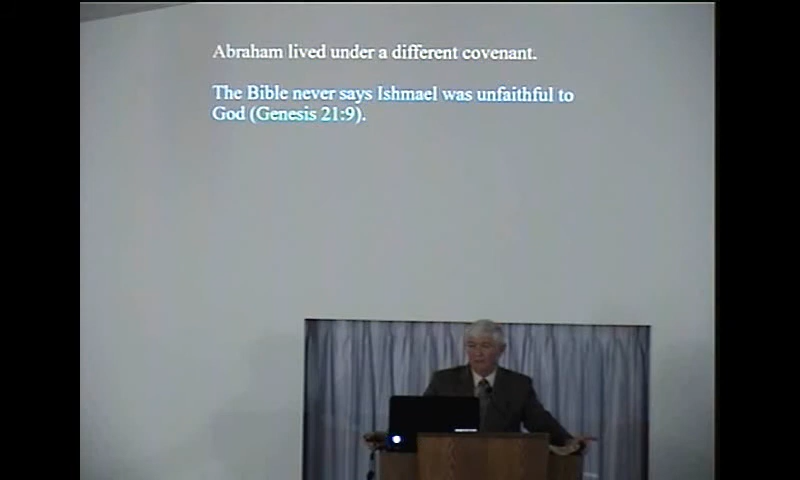 Abraham lived under a different covenant.
The Bible never says Ishmael was unfaithful to
God (Genesis 21:9).